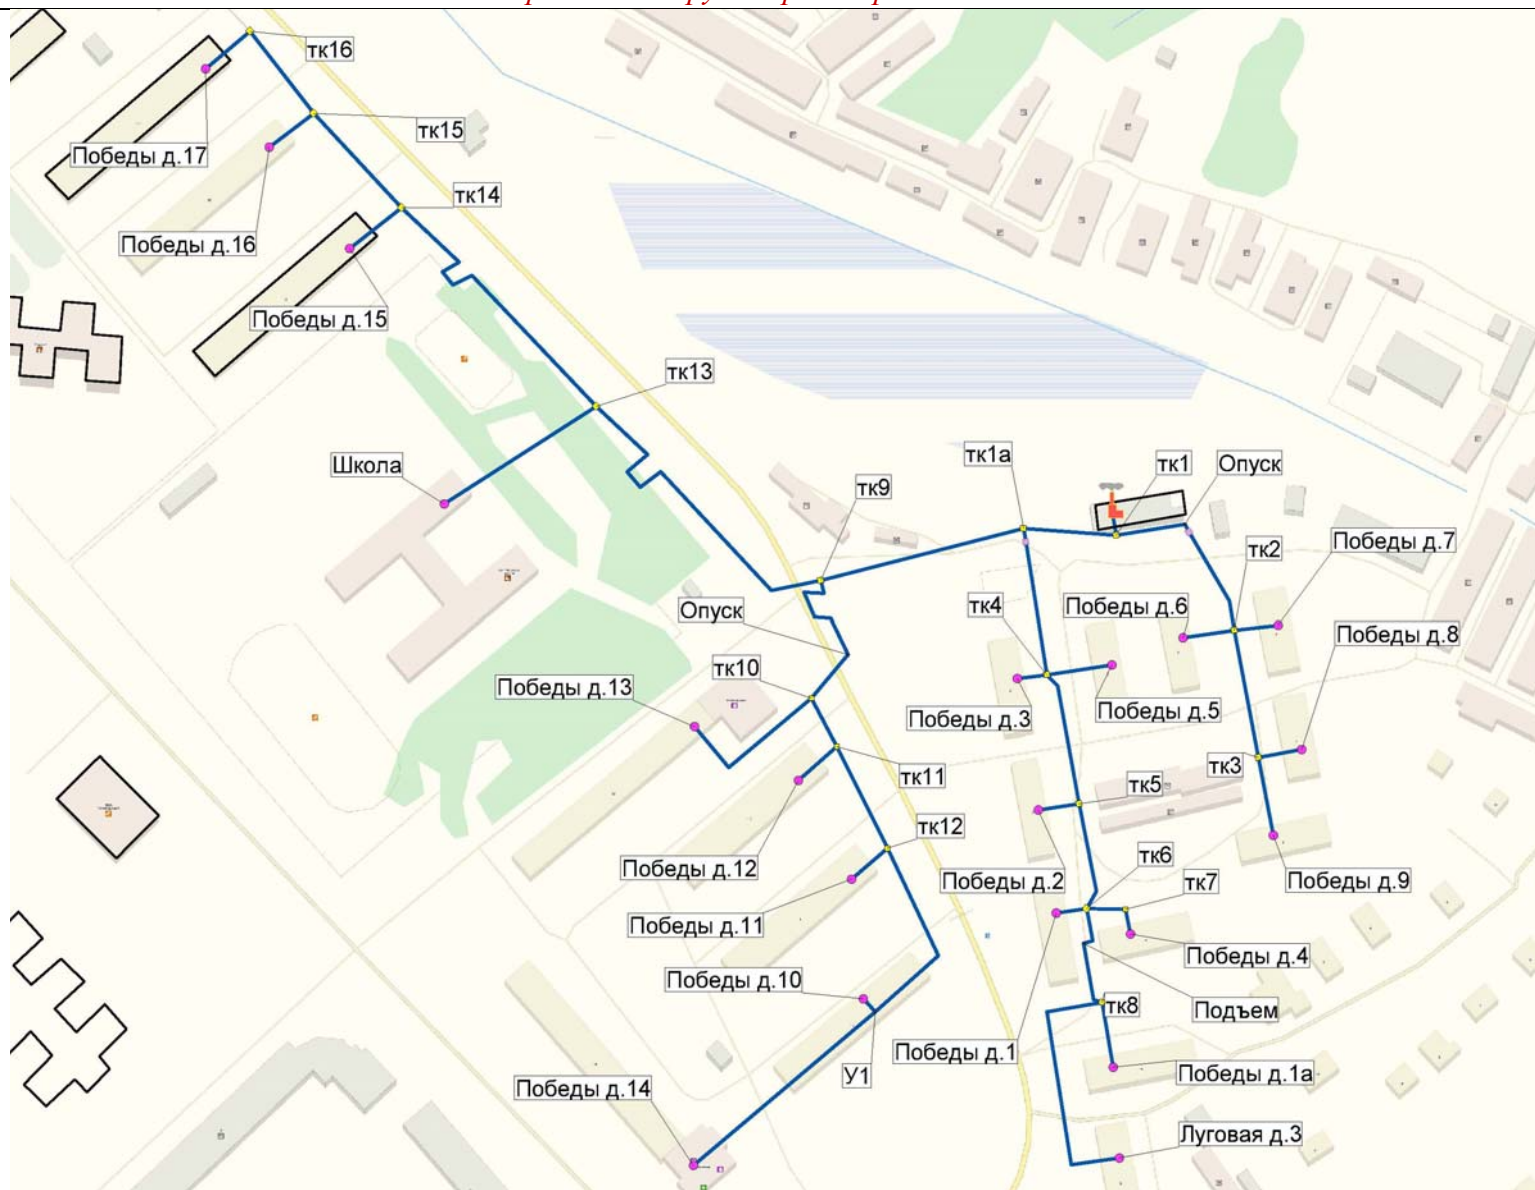 тк16
тк15
Победы д.17
тк14
Победы д.16
Победы д.15
тк13
тк1а
тк1
Опуск
Школа
тк9
тк2
Победы д.7
тк4
Победы д.6
Опуск
Победы д.8
тк10
Победы д.13
Победы д.3
Победы д.5
тк11
тк3
тк5
тк12
тк6
Победы д.12
Победы д.2
тк7
Победы д.9
Победы д.11
Победы д.4
Победы д.10
тк8
Подъем
Победы д.1
У1
Победы д.1а
Победы д.14
Луговая д.3